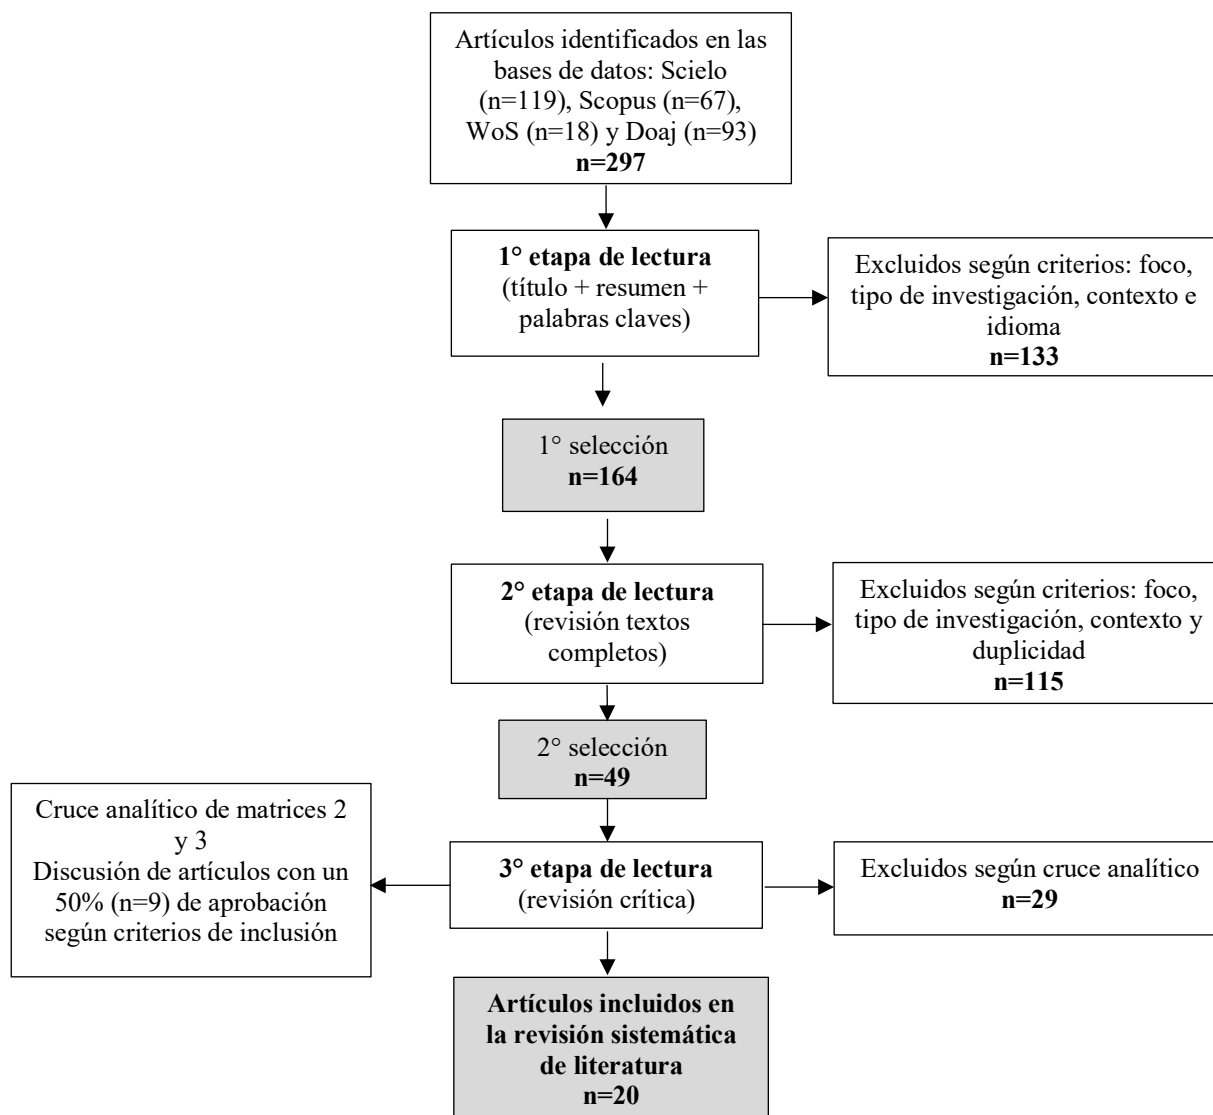 Artículos identificados en las
bases de datos: Scielo
(n=119), Scopus (n=67),
WoS (n=18) y Doaj (n=93)
n=297
1° etapa de lectura
(título + resumen +
palabras claves)
Excluidos según criterios: foco,
tipo de investigación, contexto e
idioma
n=133
1° selección
n=164
2° etapa de lectura
(revisión textos
completos)
Excluidos según criterios: foco,
tipo de investigación, contexto y
duplicidad
n=115
2° selección
n=49
Cruce analítico de matrices 2
y 3
Discusión de artículos con un
50% (n=9) de aprobación
según criterios de inclusión
3° etapa de lectura
(revisión crítica)
Excluidos según cruce analítico
n=29
Artículos incluidos en
la revisión sistemática
de literatura
n=20